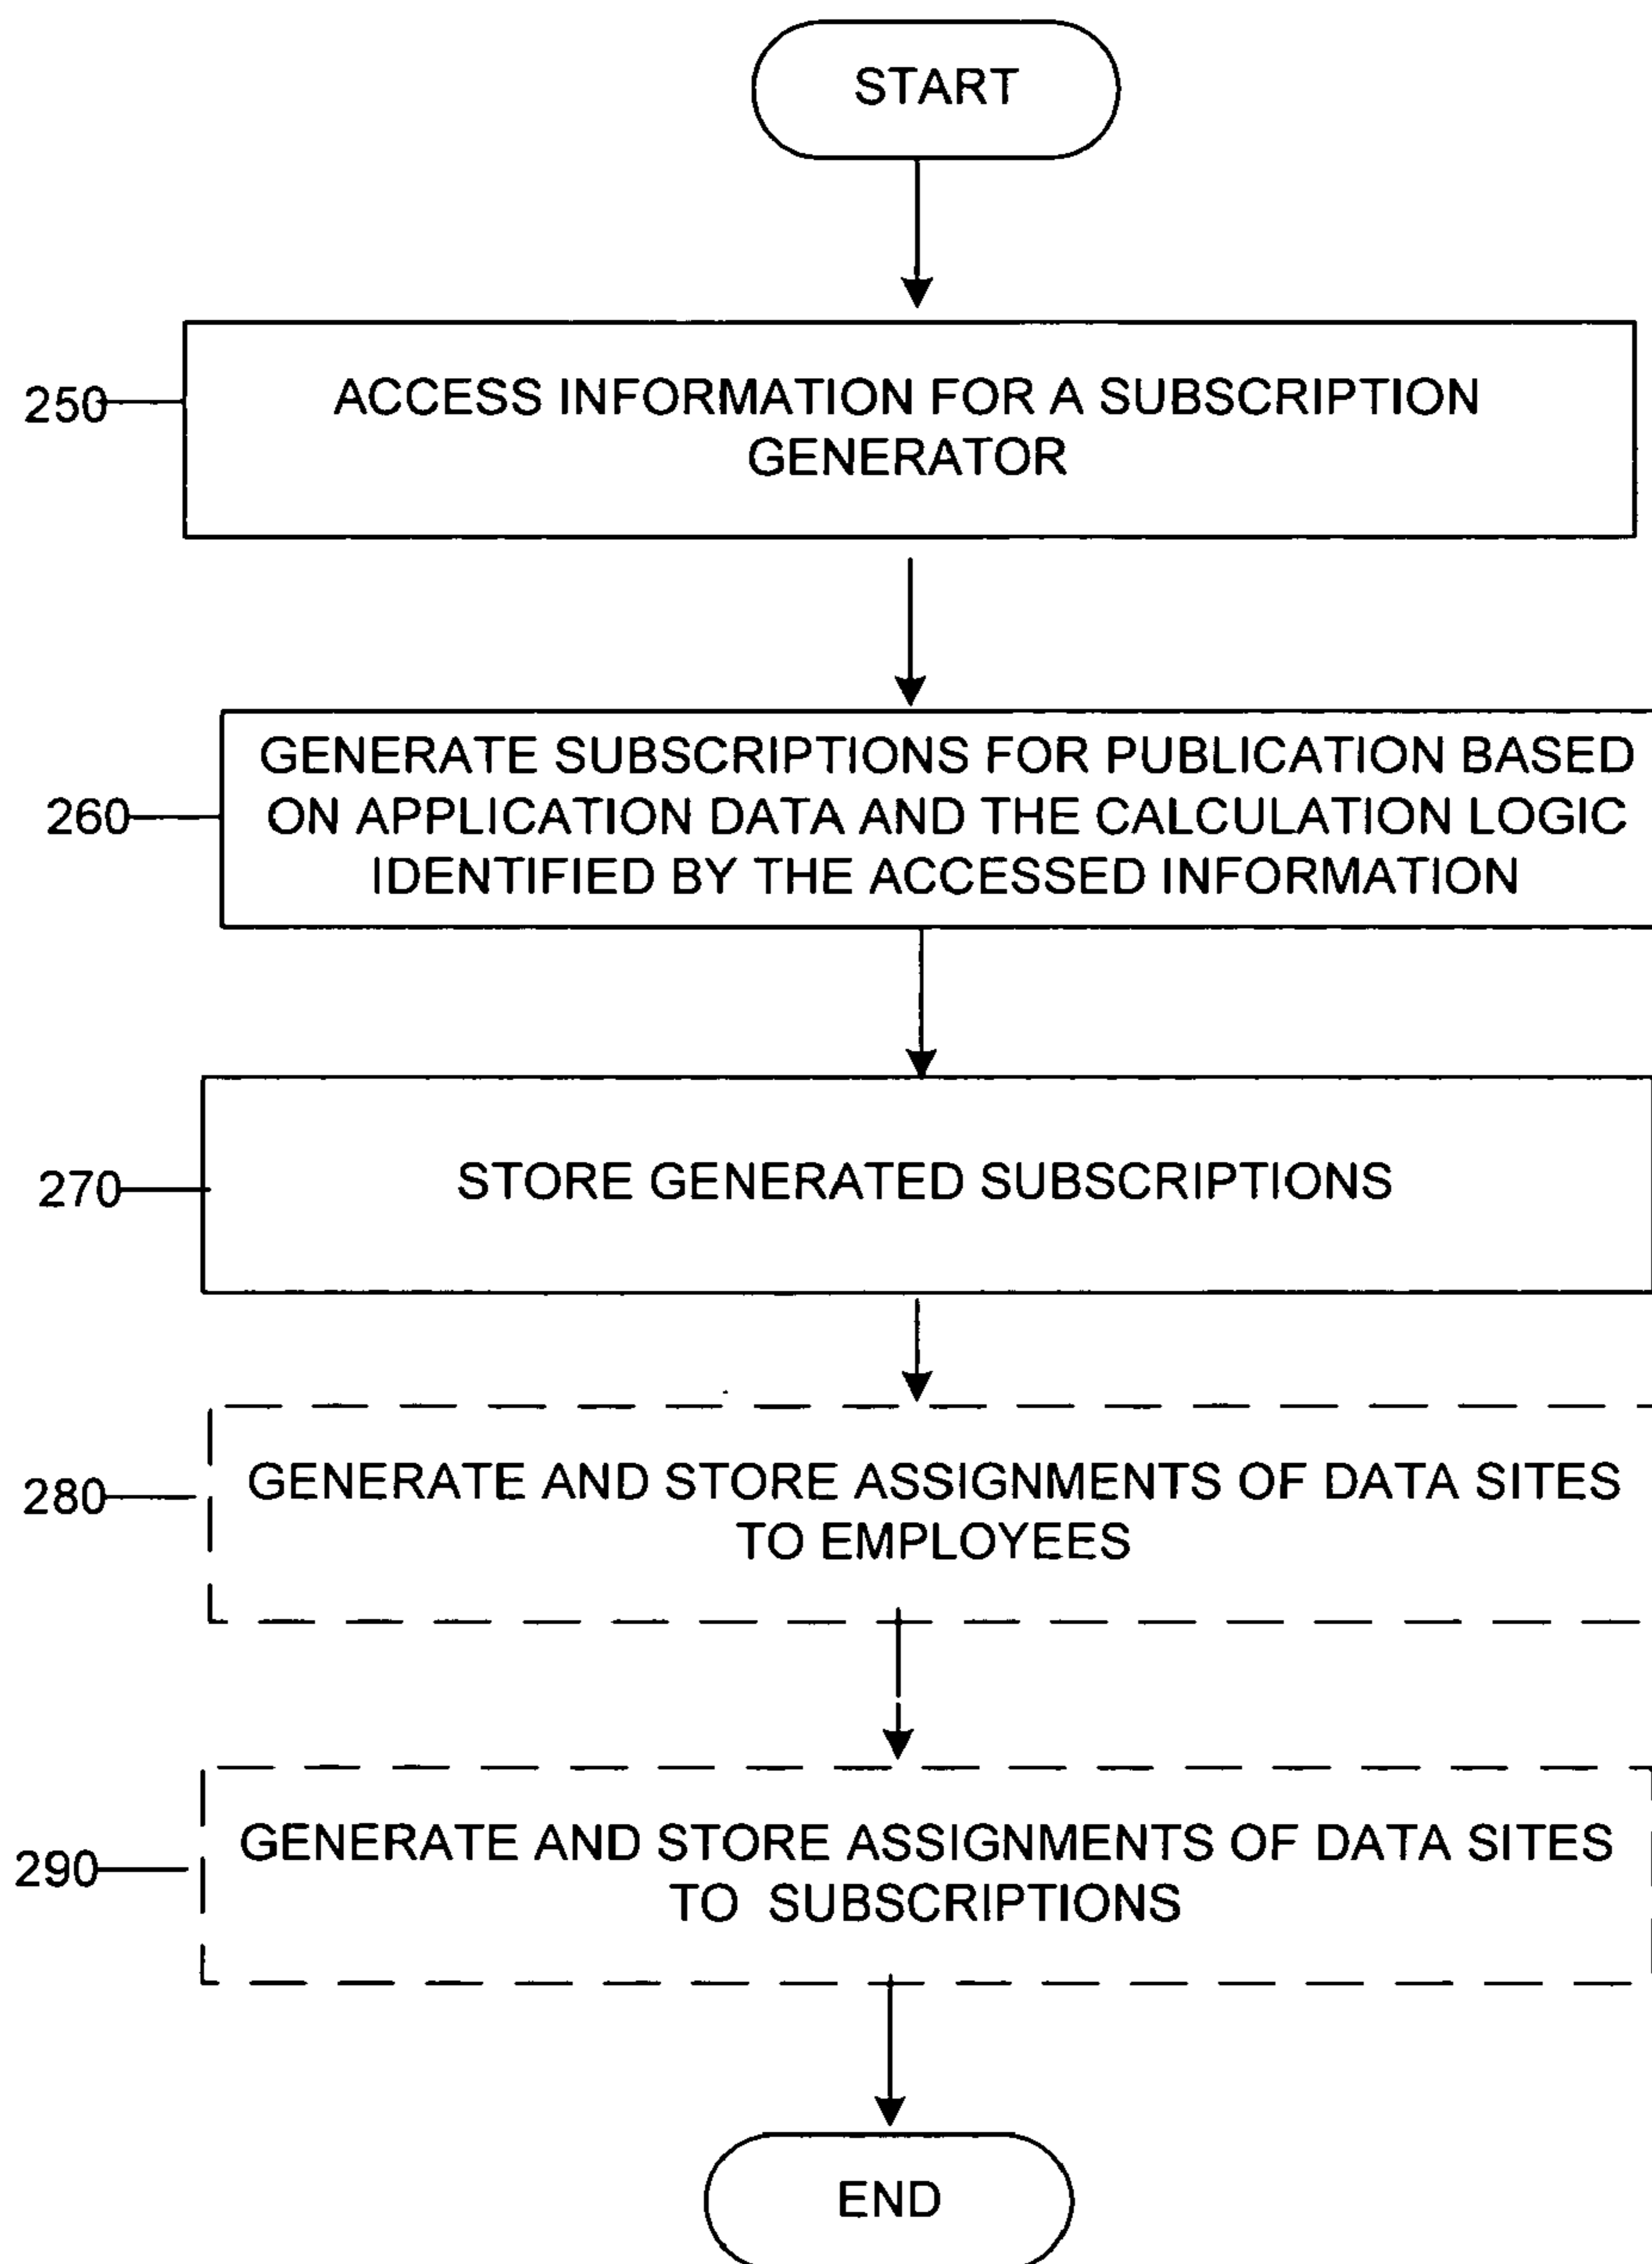 START
250
ACCESS INFORMATION FOR A SUBSCRIPTION
GENERATOR
260
GENERATE SUBSCRIPTIONS FOR PUBLICATION BASED
ON APPLICATION DATA AND THE CALCULATION LOGIC
IDENTIFIED BY THE ACCESSED INFORMATION
270
STORE GENERATED SUBSCRIPTIONS
280
GENERATE AND STORE ASSIGNMENTS OF DATA SITES
TO EMPLOYEES
290
GENERATE AND STORE ASSIGNMENTS OF DATA SITES
TO SUBSCRIPTIONS
END